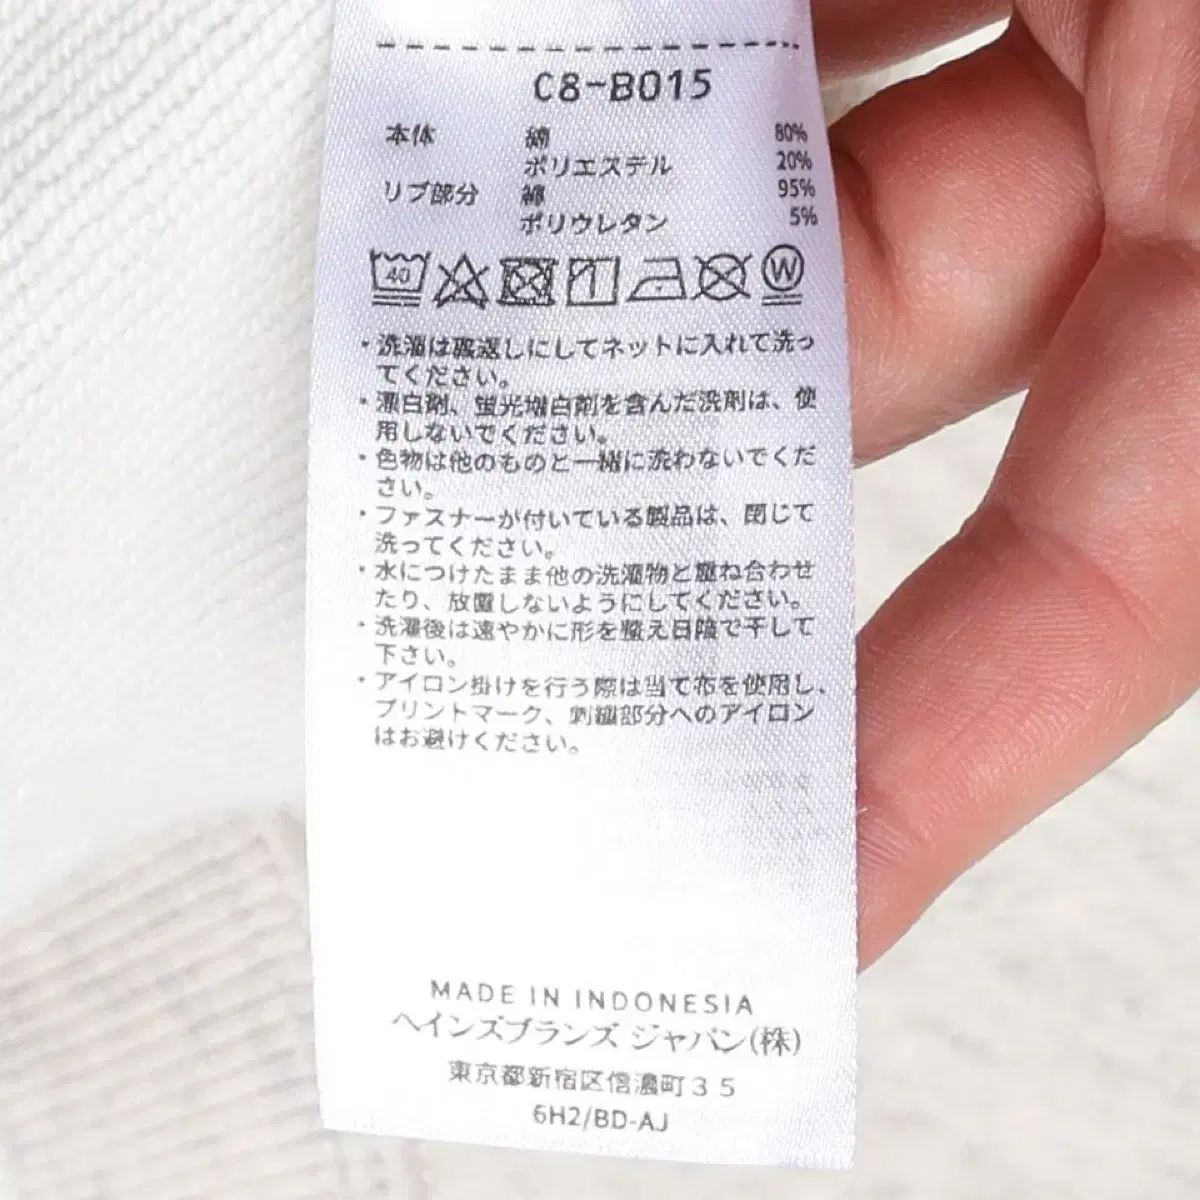 C8-B015
本体 綿 80%
ポリエステル 20%
リブ部分 綿 95%
ポリウレタン 5%
40 W
・洗濯は裏返しにしてネットに入れて洗っ
てください。
・漂白剤、蛍光増白剤を含んだ洗剤は、使
用しないでください。
・色物は他のものと一緒に洗わないでくだ
さい。
・ファスナーが付いている製品は、閉じて
洗ってください。
・水につけたまま他の洗濯物と重ね合わせ
たり、放置しないようにしてください。
・洗濯後は速やかに形を整え日陰で干して
下さい。
・アイロン掛けを行う際は当て布を使用し、
プリントマーク、刺繍部分へのアイロン
はお避けください。
MADE IN INDONESIA
ヘインズブランズ ジャパン(株)
東京都新宿区信濃町35
6H2/BD-AJ